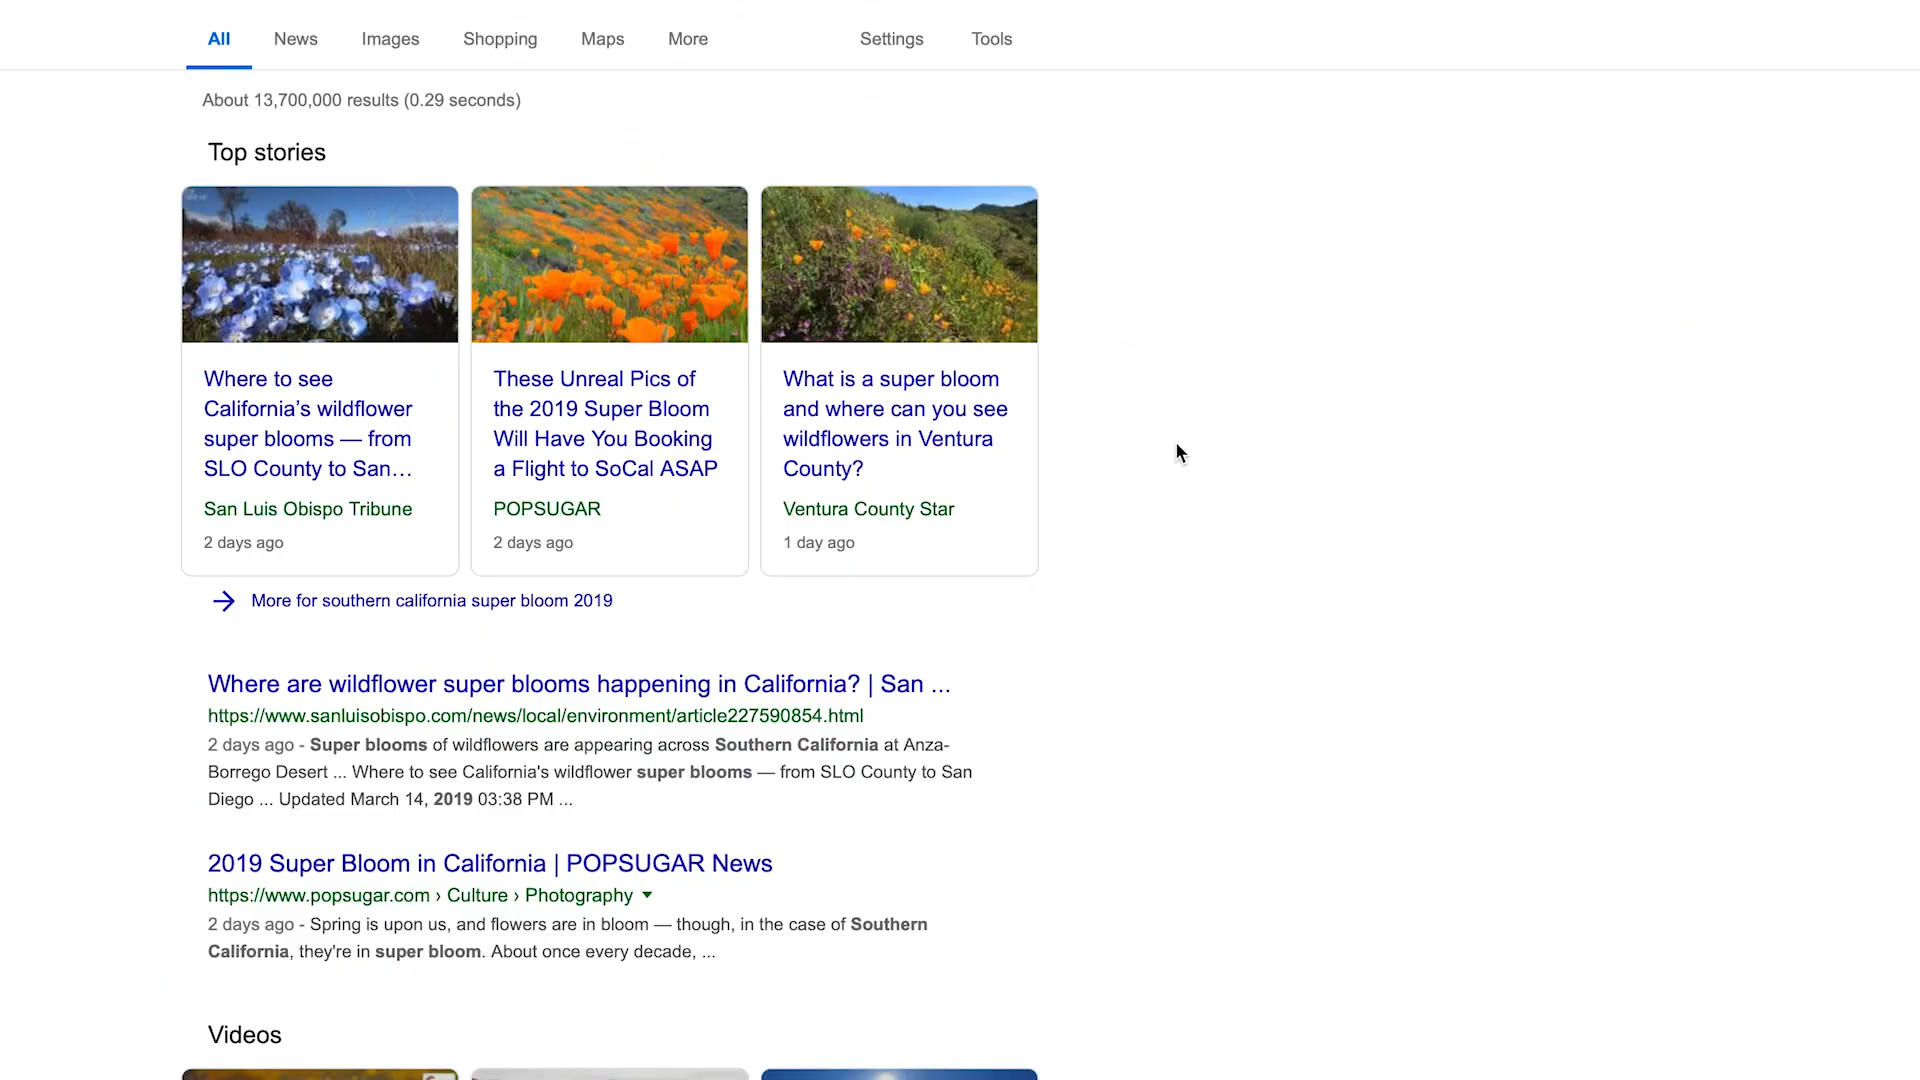 All News Images Shopping Maps More Settings Tools
About 13,700,000 results (0.29 seconds)
Top stories
Where to see
California’s wildflower
super blooms — from
SLO County to San...
San Luis Obispo Tribune
2 days ago
These Unreal Pics of
the 2019 Super Bloom
Will Have You Booking
a Flight to SoCal ASAP
POPSUGAR
2 days ago
What is a super bloom
and where can you see
wildflowers in Ventura
County?
Ventura County Star
1 day ago
More for southern california super bloom 2019
Where are wildflower super blooms happening in California? | San ...
https://www.sanluisobispo.com/news/local/environment/article227590854.html
2 days ago - Super blooms of wildflowers are appearing across Southern California at Anza-
Borrego Desert ... Where to see California's wildflower super blooms — from SLO County to San
Diego ... Updated March 14, 2019 03:38 PM ...
2019 Super Bloom in California | POPSUGAR News
https://www.popsugar.com › Culture › Photography
2 days ago - Spring is upon us, and flowers are in bloom — though, in the case of Southern
California, they're in super bloom. About once every decade, ...
Videos